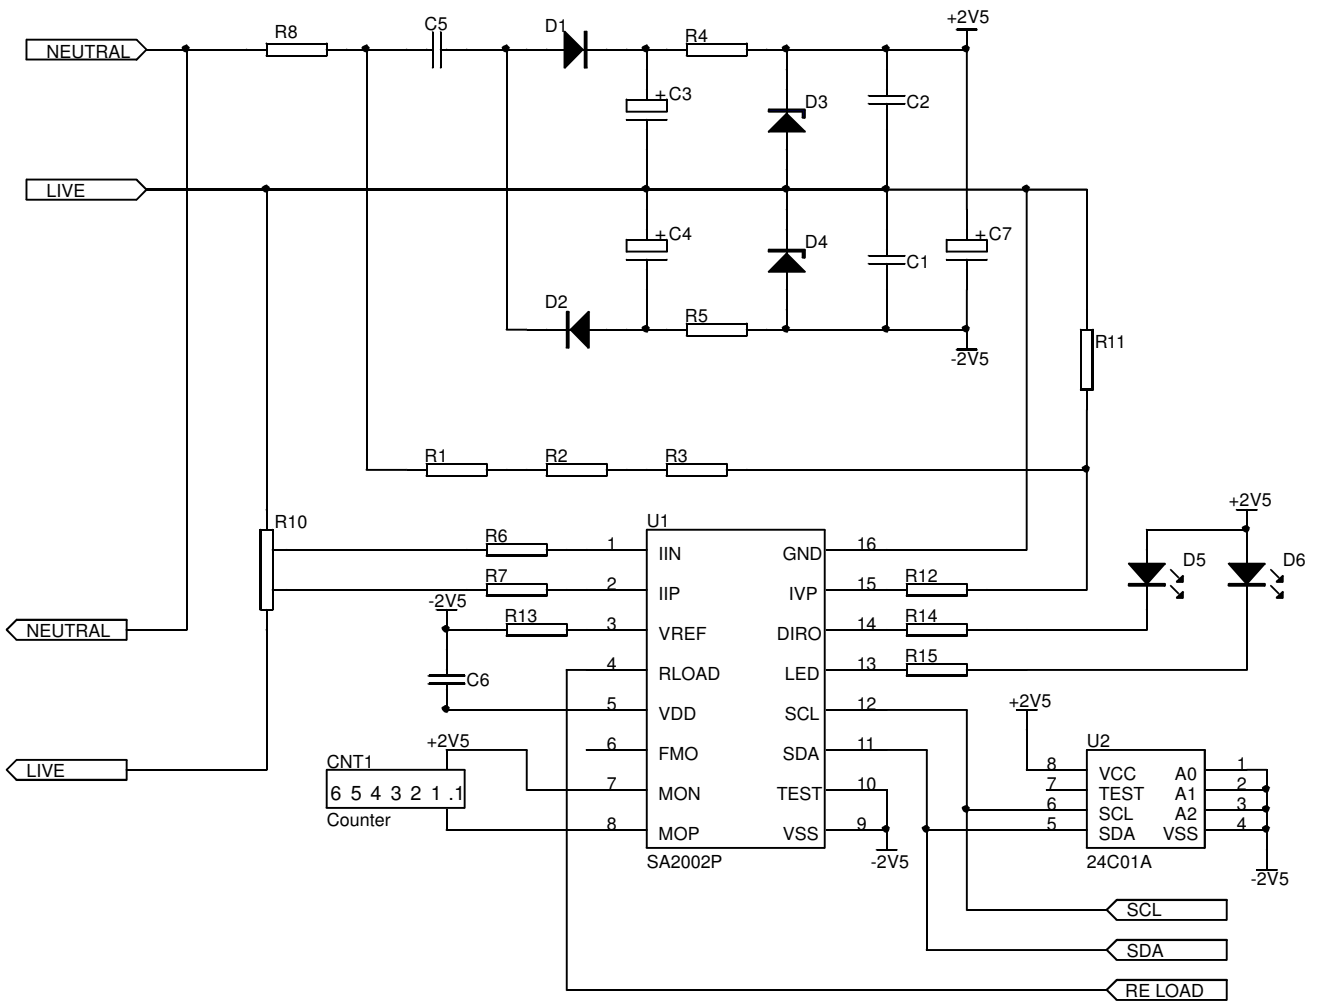 +2V5
C5
D1
R8
R4
NEUTRAL
+C3
D3
C2
LIVE
+C4
D4
+C7
C1
D2
R5
R11
-2V5
R1
R2
R3
+2V5
R10
U1
R6
1
IIN
GND
16
D5
D6
R7
2
IIP
IVP
15
R12
-2V5
R13
3
VREF
DIRO
14
R14
NEUTRAL
4
RLOAD
LED
13
R15
C6
5
VDD
SCL
12
+2V5
+2V5
6
FMO
SDA
11
U2
LIVE
CNT1
8
VCC
A0
1
6 5 4 3 2 1 .1
7
MON
TEST
10
7
TEST
A1
2
6
SCL
A2
3
Counter
8
MOP
VSS
9
5
SDA
VSS
4
SA2002P
-2V5
24C01A
-2V5
SCL
SDA
RE LOAD